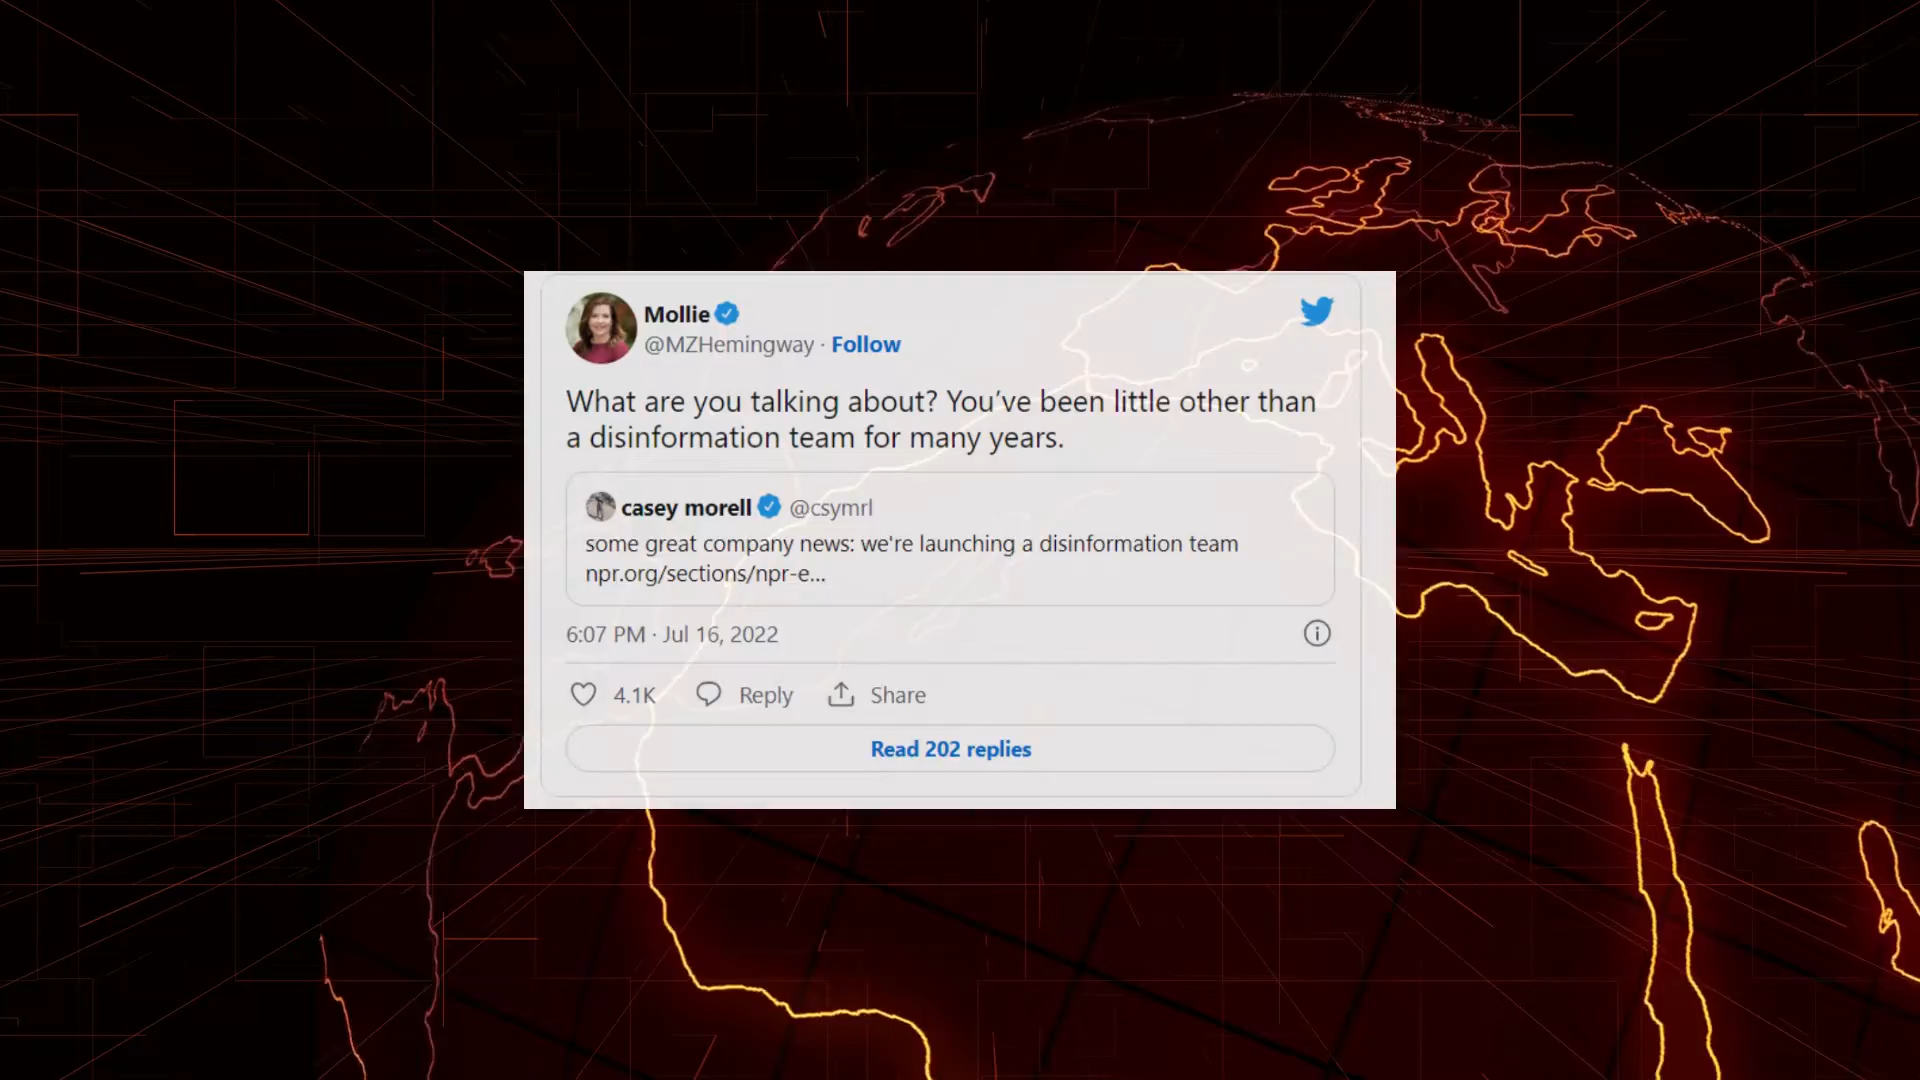 Mollie
@MZHemingway · Follow
What are you talking about? You’ve been little other than
a disinformation team for many years.
casey morell @csymrl
some great company news: we're launching a disinformation team
npr.org/sections/npr-e...
6:07 PM · Jul 16, 2022
4.1K Reply Share
Read 202 replies